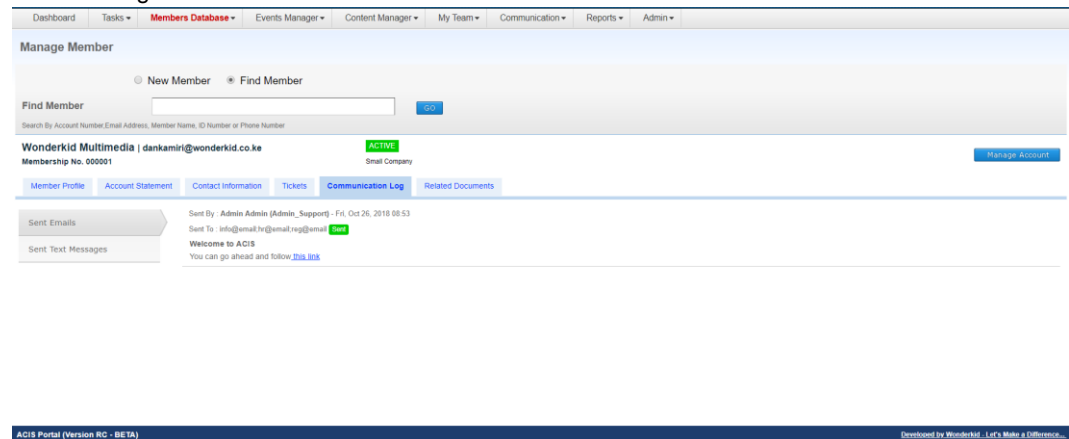 Dashboard Tasks Members Database Events Manager Content Manager My Team Communication Reports Admin
Manage Member
New Member Find Member
Find Member GO
Search By Account Number,Email Address, Member Name, ID Number or Phone Number
Wonderkid Multimedia | dankamiri@wonderkid.co.ke ACTIVE
Membership No. 000001 Small Company Manage Account
Member Profile Account Statement Contact Information Tickets Communication Log Related Documents
Sent Emails
Sent Text Messages
Sent By : Admin Admin (Admin_Support) - Fri, Oct 26, 2018 08:53
Sent To : info@email;hr@email;reg@email Sent
Welcome to ACIS
You can go ahead and follow this link
ACIS Portal (Version RC - BETA) Developed by Wonderkid . Let's Make a Difference...